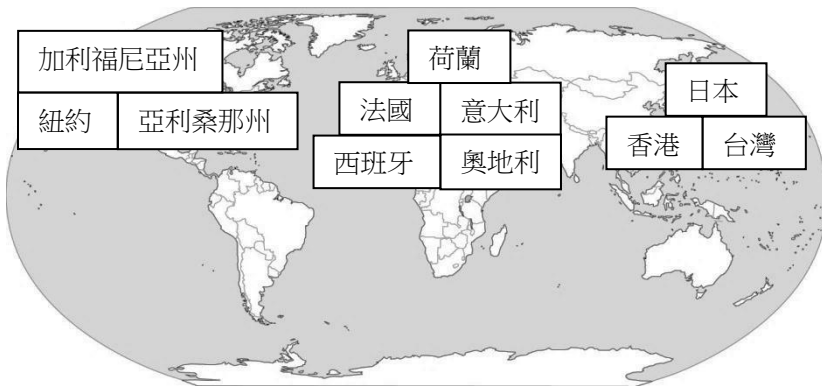 加利福尼亞州
紐約
亞利桑那州
荷蘭
法國
意大利
西班牙
奧地利
日本
香港
台灣